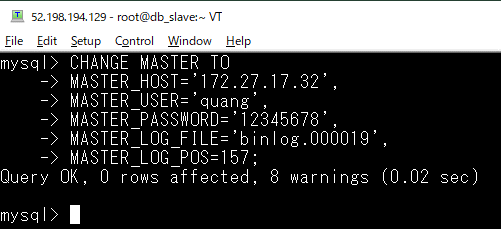 52.198.194.129 - root@db_slave:~ VT
File Edit Setup Control Window Help
mysql> CHANGE MASTER TO
-> MASTER_HOST='172.27.17.32',
-> MASTER_USER='quang',
-> MASTER_PASSWORD='12345678',
-> MASTER_LOG_FILE='binlog.000019',
-> MASTER_LOG_POS=157;
Query OK, 0 rows affected, 8 warnings (0.02 sec)
mysql>